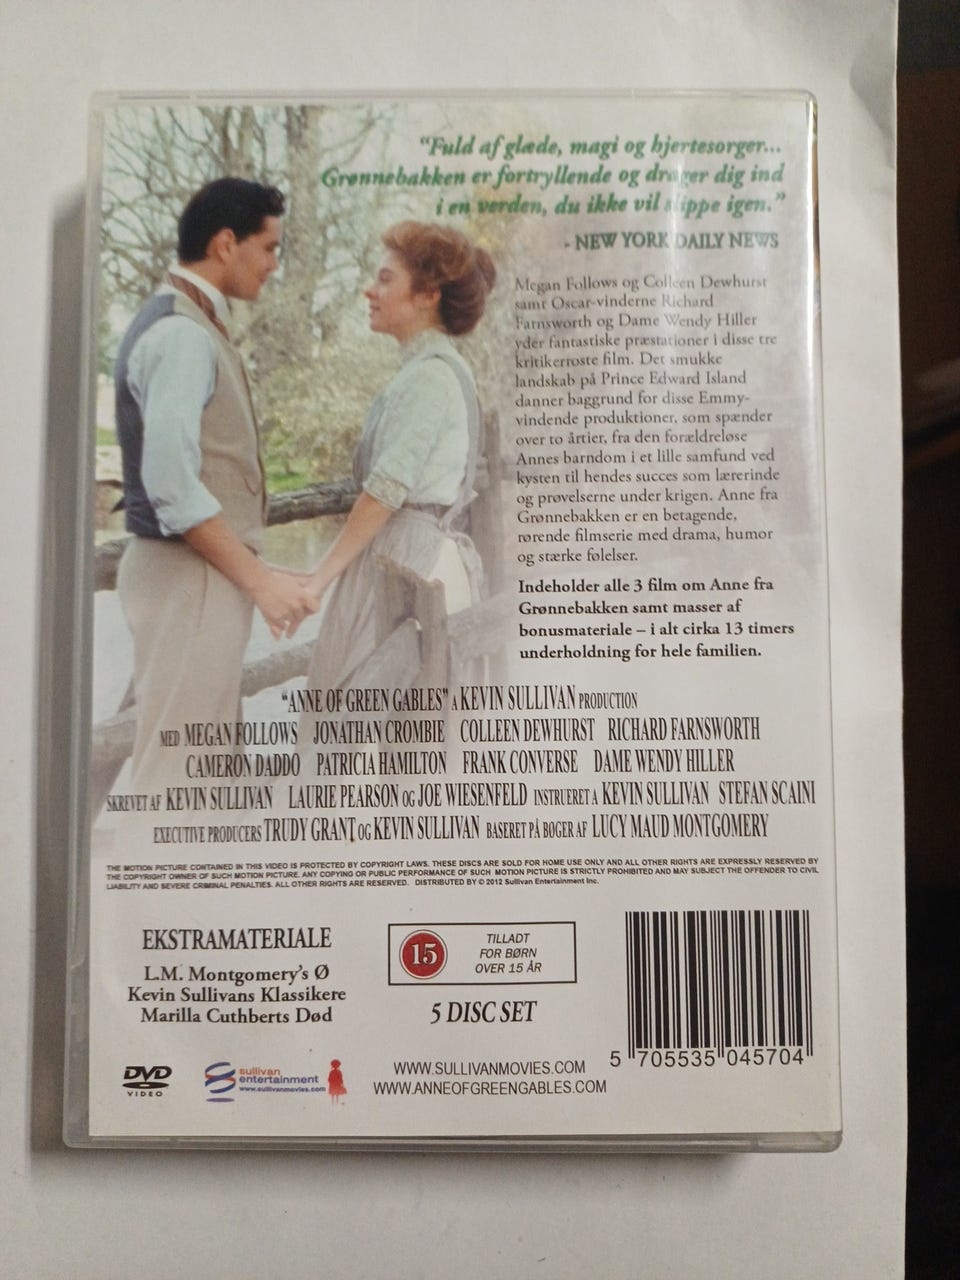 "Fuld af glæde, magi og hjertesorger...
Grønnebakken er fortryllende og drager dig ind
i en verden, du ikke vil slippe igen."
- NEW YORK DAILY NEWS
Megan Follows og Colleen Dewhurst
samt Oscar-vinderne Richard
Farnsworth og Dame Wendy Hiller
yder fantastiske præstationer i disse tre
kritikerroste film. Det smukke
landskab på Prince Edward Island
danner baggrund for disse Emmy-
vindende produktioner, som spænder
over to årtier, fra den forældreløse
Annes barndom i et lille samfund ved
kysten til hendes succes som lærerinde
og prøvelserne under krigen. Anne fra
Grønnebakken er en betagende,
rørende filmserie med drama, humor
og stærke følelser.
Indeholder alle 3 film om Anne fra
Grønnebakken samt masser af
bonusmateriale – i alt cirka 13 timers
underholdning for hele familien.
"ANNE OF GREEN GABLES" A KEVIN SULLIVAN PRODUCTION
MED MEGAN FOLLOWS JONATHAN CROMBIE COLLEEN DEWHURST RICHARD FARNSWORTH
CAMERON DADDO PATRICIA HAMILTON FRANK CONVERSE DAME WENDY HILLER
SKREVET AF KEVIN SULLIVAN LAURIE PEARSON OG JOE WIESENFELD INSTRUERET A KEVIN SULLIVAN STEFAN SCAINI
EXECUTIVE PRODUCERS TRUDY GRANT OG KEVIN SULLIVAN BASERET PÅ BØGER AF LUCY MAUD MONTGOMERY
THE MOTION PICTURE CONTAINED IN THIS VIDEO IS PROTECTED BY COPYRIGHT LAWS. THESE DISCS ARE SOLD FOR HOME USE ONLY AND ALL OTHER RIGHTS ARE EXPRESSLY RESERVED BY
THE COPYRIGHT OWNER OF SUCH MOTION PICTURE. ANY COPYING OR PUBLIC PERFORMANCE OF SUCH MOTION PICTURE IS STRICTLY PROHIBITED AND MAY SUBJECT THE OFFENDER TO CIVIL
LIABILITY AND SEVERE CRIMINAL PENALTIES. ALL OTHER RIGHTS ARE RESERVED. DISTRIBUTED BY © 2012 Sullivan Entertainment Inc.
EKSTRAMATERIALE
L.M. Montgomery's Ø
Kevin Sullivans Klassikere
Marilla Cuthberts Død
15
TILLADT
FOR BØRN
OVER 15 ÅR
5 DISC SET
5 705535 045704
DVD
VIDEO
sullivan
entertainment
www.sullivanmovies.com
WWW.SULLIVANMOVIES.COM
WWW.ANNEOFGREENGABLES.COM